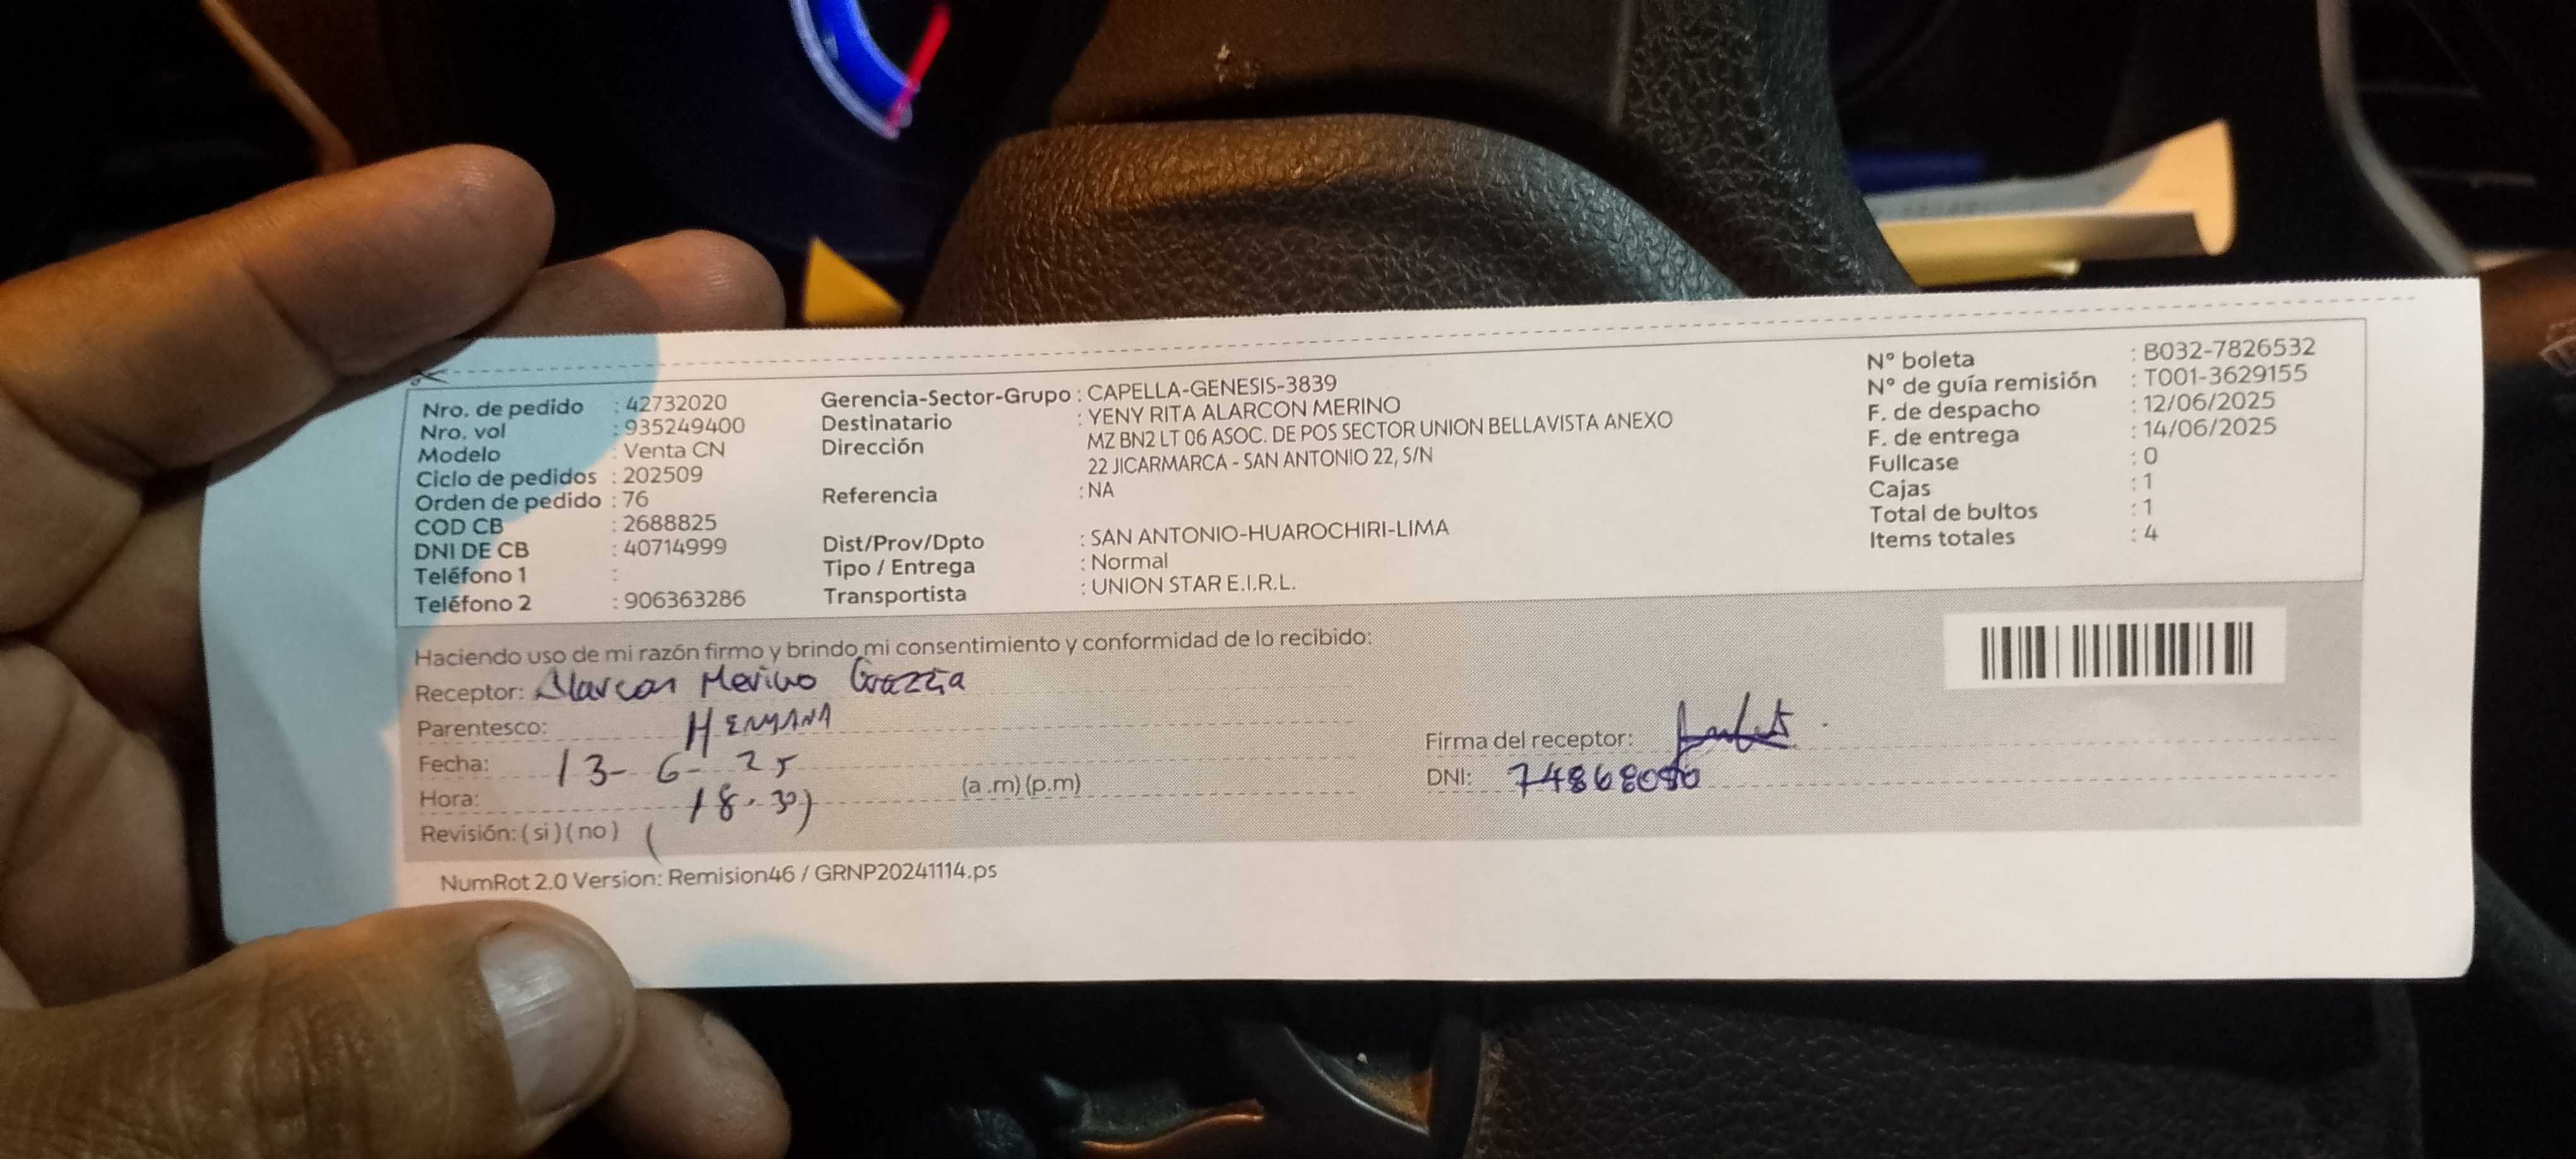 Nro. de pedido : 42732020
Nro. vol : 935249400
Modelo : Venta CN
Ciclo de pedidos : 202509
Orden de pedido : 76
COD CB : 2688825
DNI DE CB : 40714999
Teléfono 1 :
Teléfono 2 : 906363286
Gerencia-Sector-Grupo : CAPELLA-GENESIS-3839
Destinatario : YENY RITA ALARCON MERINO
Dirección MZ BN2 LT 06 ASOC. DE POS SECTOR UNION BELLAVISTA ANEXO
22 JICARMARCA - SAN ANTONIO 22, S/N
Referencia : NA
Dist/Prov/Dpto : SAN ANTONIO-HUAROCHIRI-LIMA
Tipo / Entrega : Normal
Transportista : UNION STAR E.I.R.L.
N° boleta : B032-7826532
N° de guía remisión : T001-3629155
F. de despacho : 12/06/2025
F. de entrega : 14/06/2025
Fullcase : 0
Cajas : 1
Total de bultos : 1
Items totales : 4
Haciendo uso de mi razón firmo y brindo mi consentimiento y conformidad de lo recibido:
Receptor: Alarcon Merino Grazzia
Parentesco: HERMANA
Fecha: 13-6-25
Hora: 18.30 (a.m) (p.m)
Revisión: (si) (no) (
Firma del receptor:
DNI:
NumRot 2.0 Version: Remision46 / GRNP20241114.ps